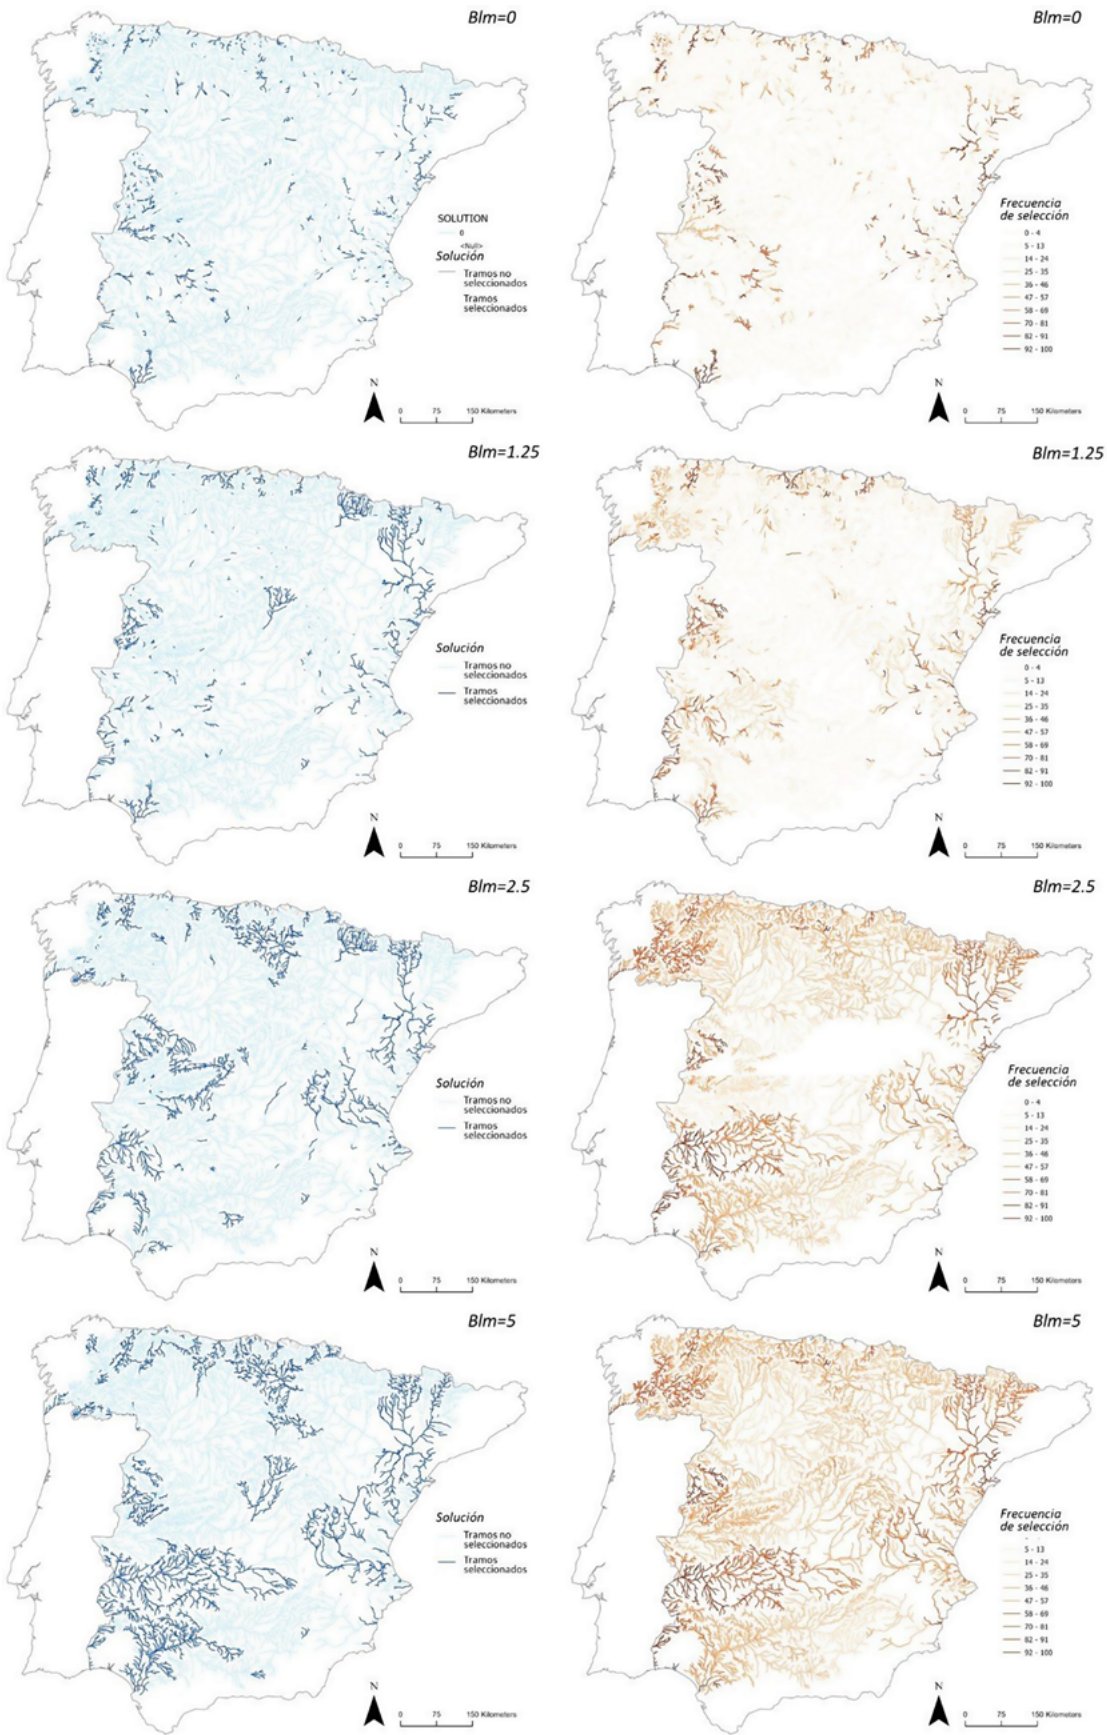 Blm=0
SOLUTION
0
<Null>
Solución
Tramos no
seleccionados
Tramos
seleccionados
N
0 75 150 Kilometers
Blm=0
Frecuencia
de selección
0 - 4
5 - 13
14 - 24
25 - 35
36 - 46
47 - 57
58 - 69
70 - 81
82 - 91
92 - 100
N
0 75 150 Kilometers
Blm=1.25
Solución
Tramos no
seleccionados
Tramos
seleccionados
N
0 75 150 Kilometers
Blm=1.25
Frecuencia
de selección
0 - 4
5 - 13
14 - 24
25 - 35
36 - 46
47 - 57
58 - 69
70 - 81
82 - 91
92 - 100
N
0 75 150 Kilometers
Blm=2.5
Solución
Tramos no
seleccionados
Tramos
seleccionados
N
0 75 150 Kilometers
Blm=2.5
Frecuencia
de selección
0 - 4
5 - 13
14 - 24
25 - 35
36 - 46
47 - 57
58 - 69
70 - 81
82 - 91
92 - 100
N
0 75 150 Kilometers
Blm=5
Solución
Tramos no
seleccionados
Tramos
seleccionados
N
0 75 150 Kilometers
Blm=5
Frecuencia
de selección
5 - 13
14 - 24
25 - 35
36 - 46
47 - 57
58 - 69
70 - 81
82 - 91
92 - 100
N
0 75 150 Kilometers